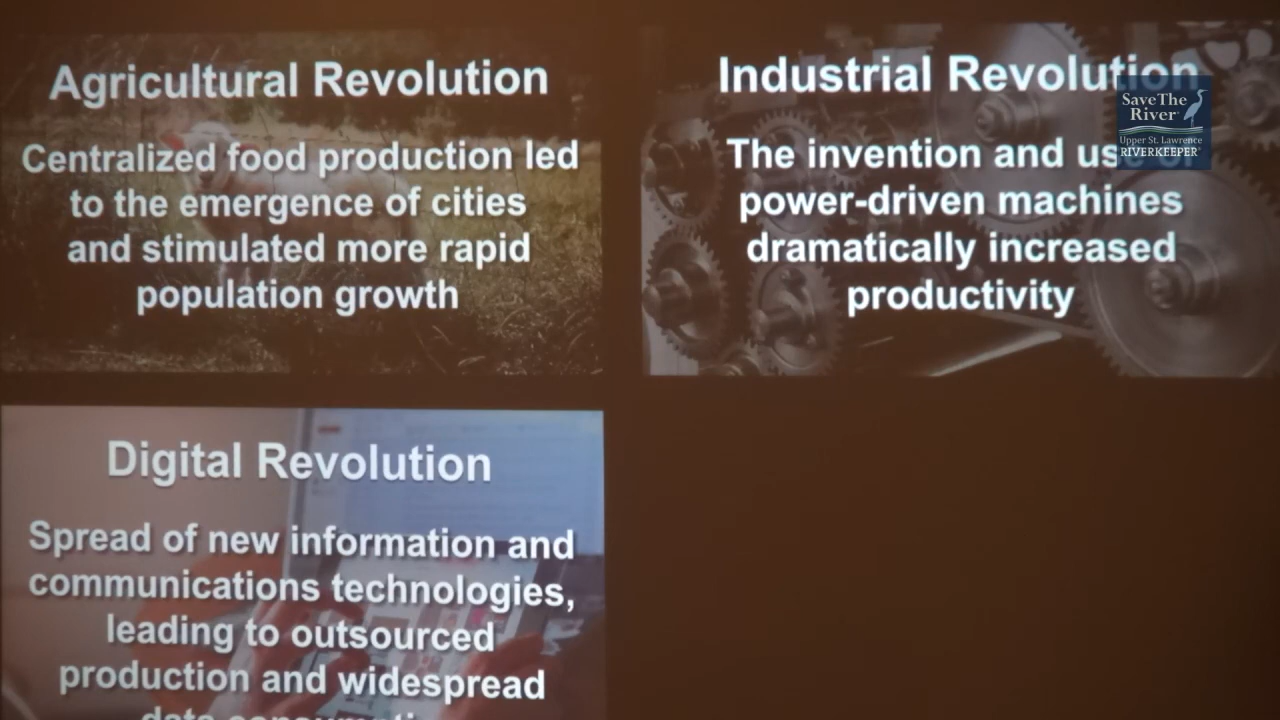 Agricultural Revolution
Centralized food production led
to the emergence of cities
and stimulated more rapid
population growth
Industrial Revolution
The invention and use
power-driven machines
dramatically increased
productivity
Save The
River
Upper St. Lawrence
RIVERKEEPER
Digital Revolution
Spread of new information and
communications technologies,
leading to outsourced
production and widespread